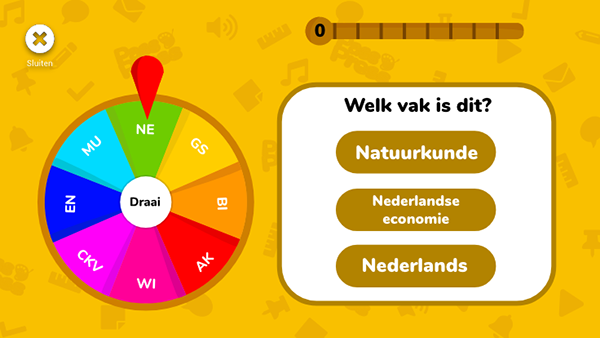 Sluiten
0
NE
GS
BI
AK
WI
CKV
EN
MU
Draai
Welk vak is dit?
Natuurkunde
Nederlandse
economie
Nederlands